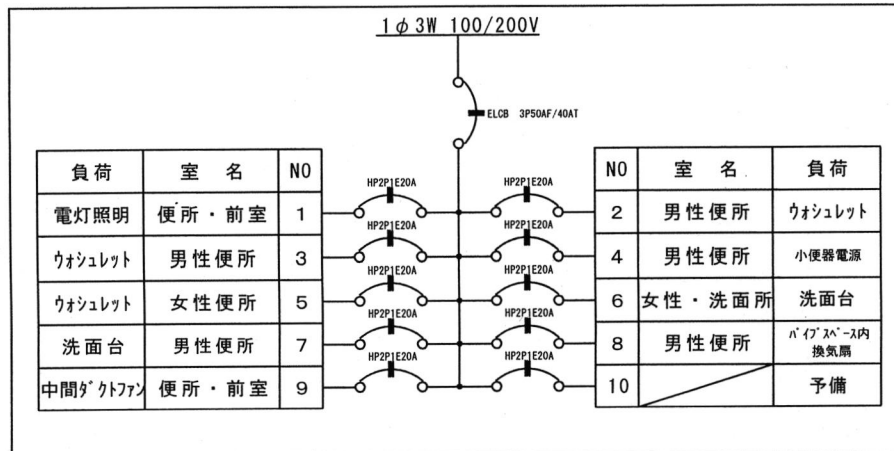 1φ3W 100/200V
ELCB 3P50AF/40AT
負荷 室名 NO
電灯照明 便所・前室 1
ウォシュレット 男性便所 3
ウォシュレット 女性便所 5
洗面台 男性便所 7
中間ダクトファン 便所・前室 9
HP2P1E20A HP2P1E20A
HP2P1E20A HP2P1E20A
HP2P1E20A HP2P1E20A
HP2P1E20A HP2P1E20A
HP2P1E20A HP2P1E20A
NO 室名 負荷
2 男性便所 ウォシュレット
4 男性便所 小便器電源
6 女性・洗面所 洗面台
8 男性便所 パイプスペース内
換気扇
10 予備